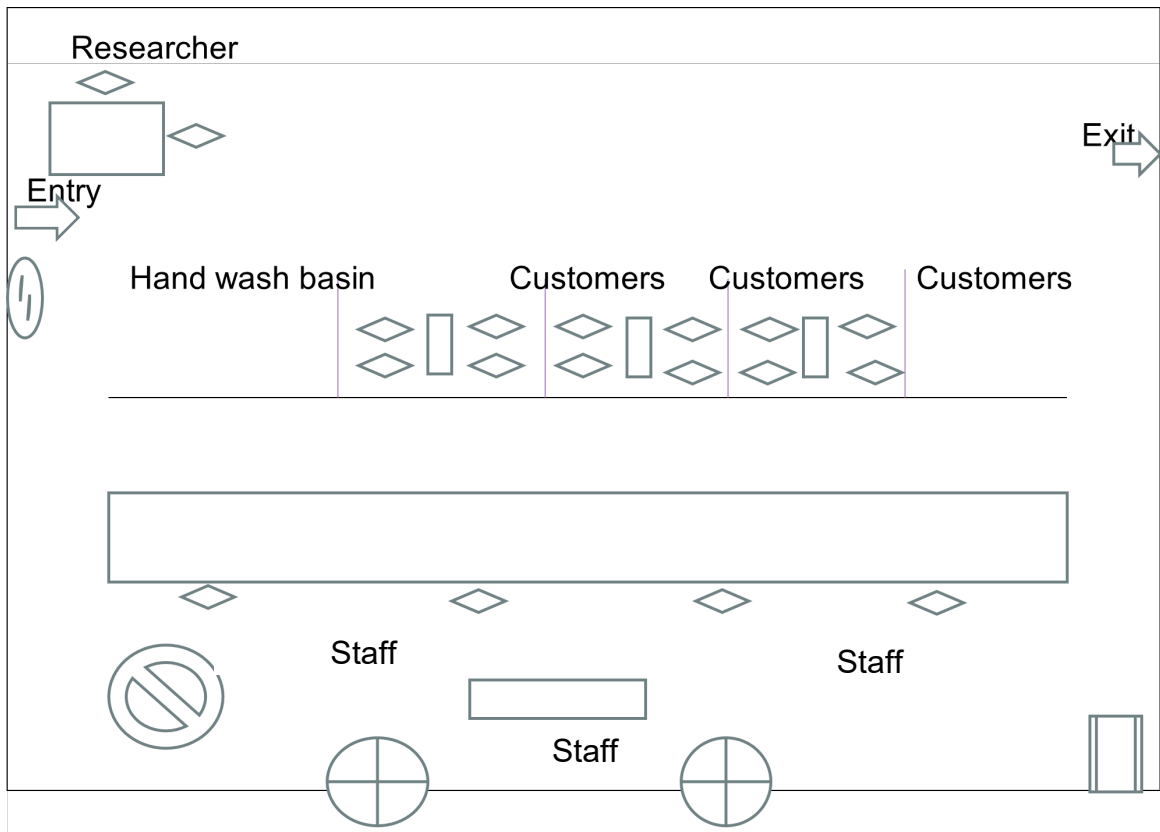 Researcher
Exit
Entry
Hand wash basin
Customers
Customers
Customers
Staff
Staff
Staff